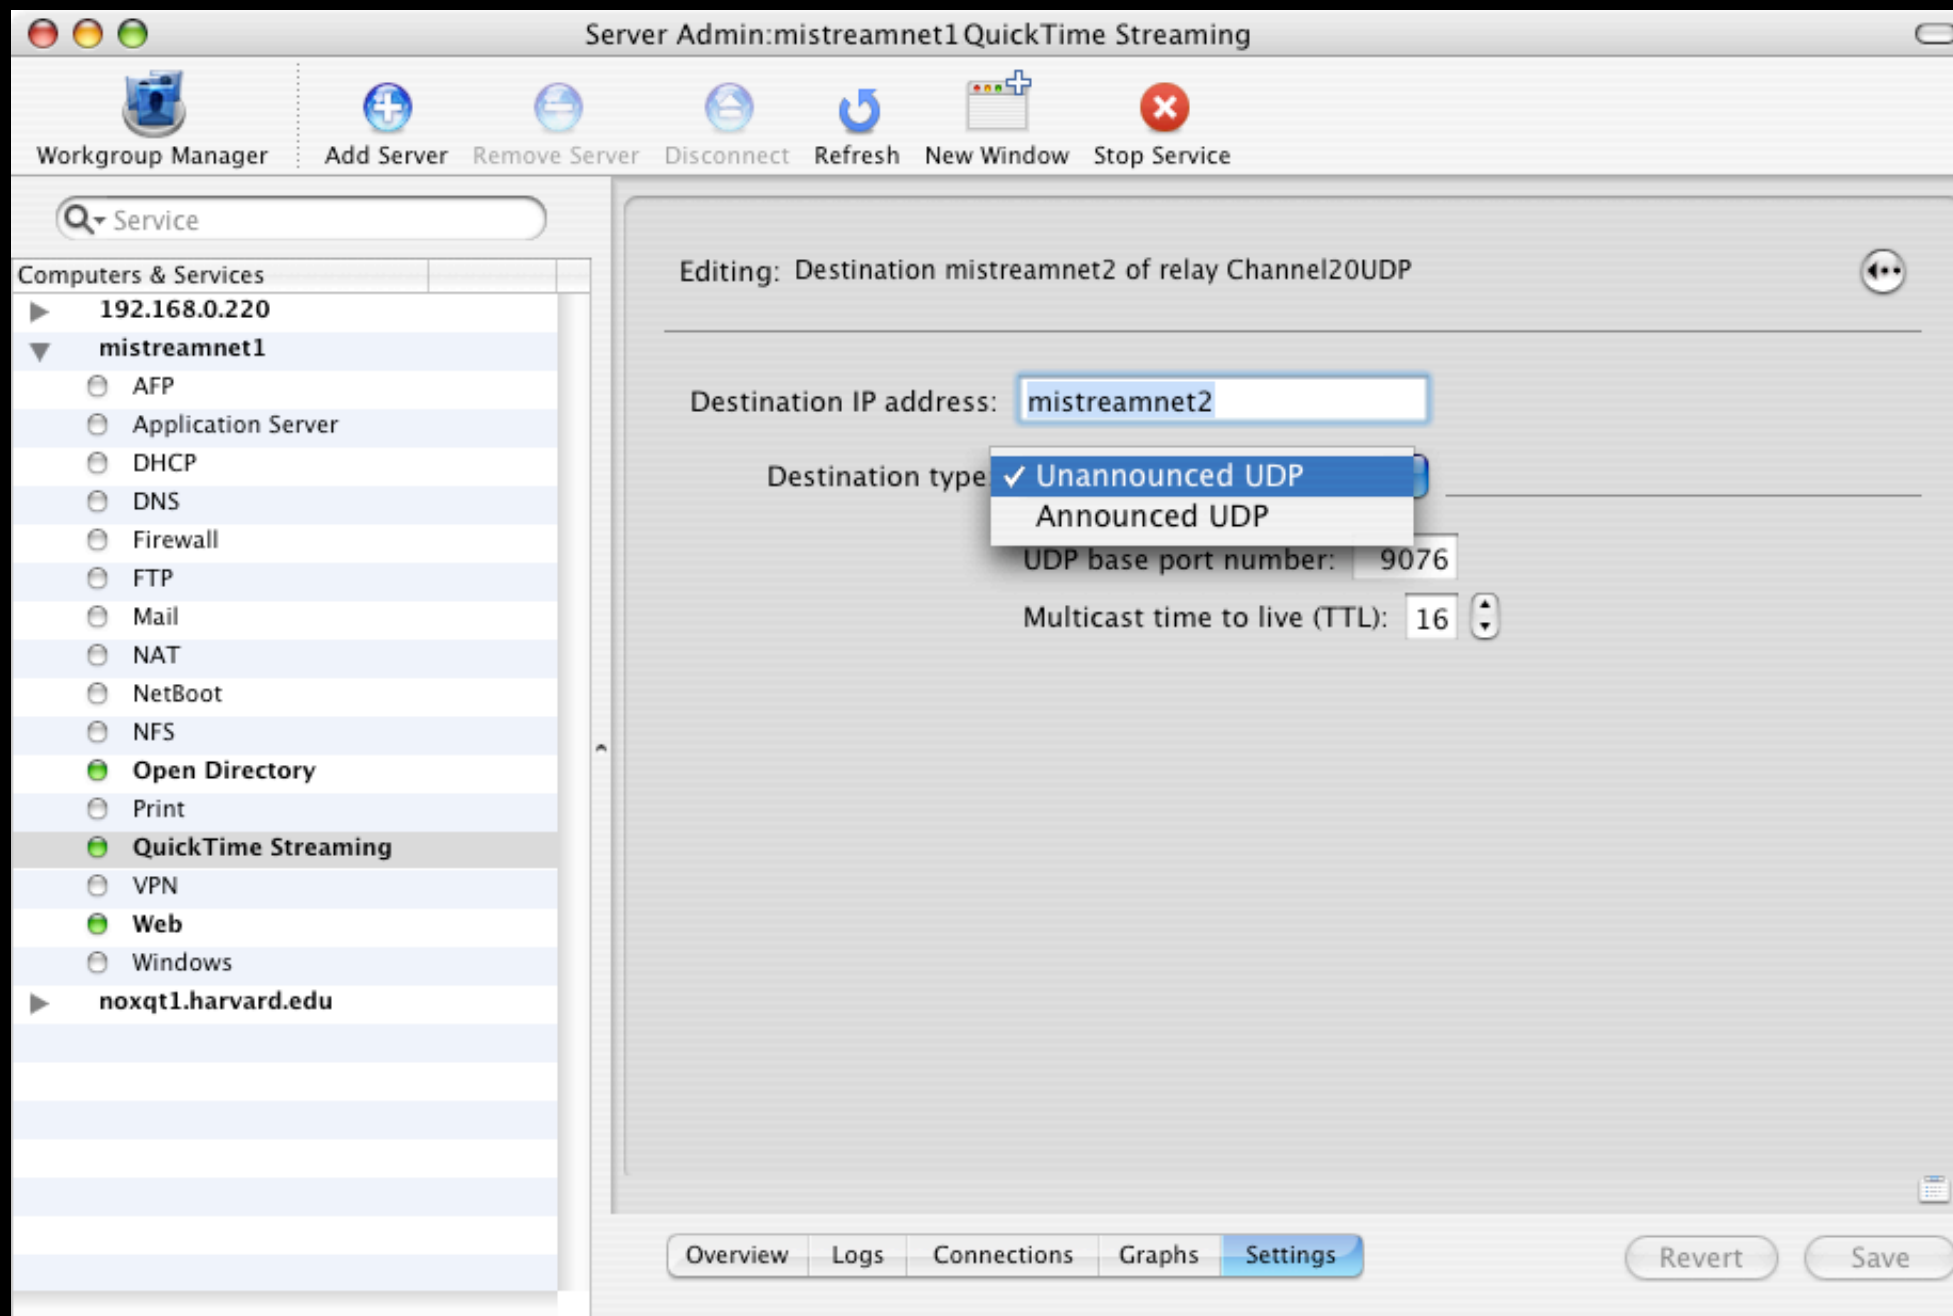 Server Admin:mistreamnet1 QuickTime Streaming
Workgroup Manager Add Server Remove Server Disconnect Refresh New Window Stop Service
Service
Computers & Services
192.168.0.220
mistreamnet1
AFP
Application Server
DHCP
DNS
Firewall
FTP
Mail
NAT
NetBoot
NFS
Open Directory
Print
QuickTime Streaming
VPN
Web
Windows
noxqt1.harvard.edu
Editing: Destination mistreamnet2 of relay Channel20UDP
Destination IP address: mistreamnet2
Destination type: Unannounced UDP
Announced UDP
UDP base port number: 9076
Multicast time to live (TTL): 16
Overview Logs Connections Graphs Settings Revert Save